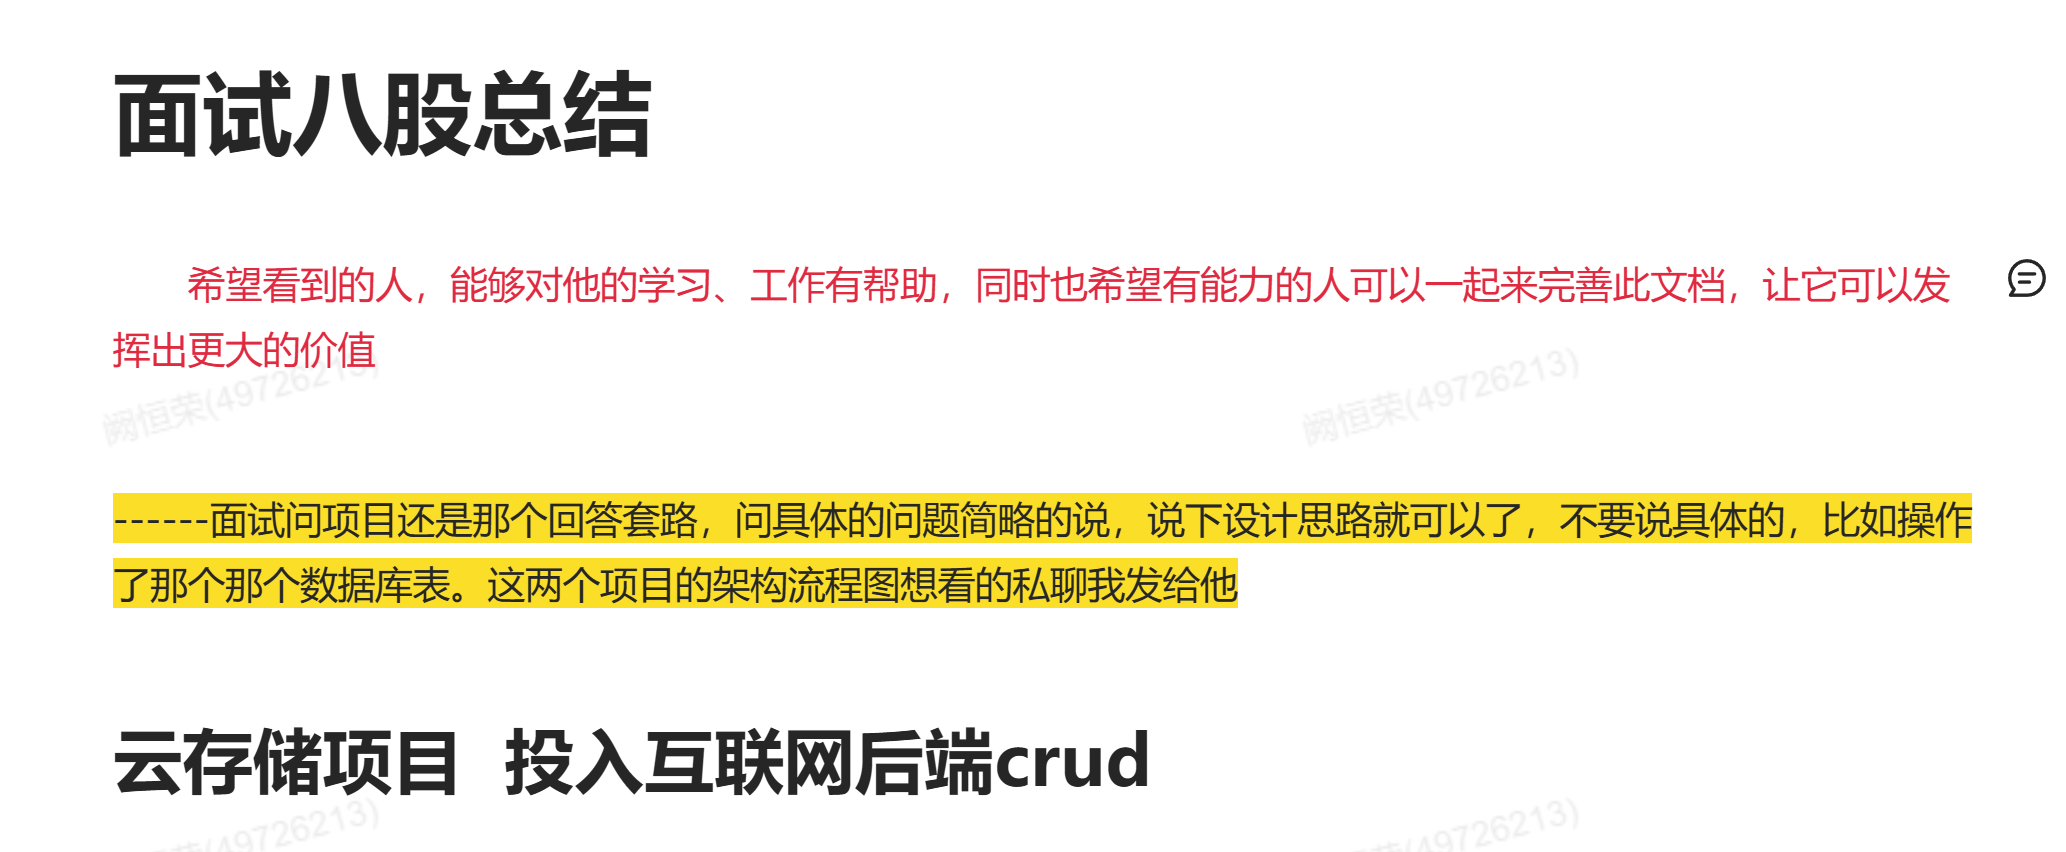 面试八股总结
希望看到的人，能够对他的学习、工作有帮助，同时也希望有能力的人可以一起来完善此文档，让它可以发
挥出更大的价值
阙恒荣(49726213)
阙恒荣(49726213)
------面试问项目还是那个回答套路，问具体的问题简略的说，说下设计思路就可以了，不要说具体的，比如操作
了那个那个数据库表。这两个项目的架构流程图想看的私聊我发给他
云存储项目 投入互联网后端crud
荣(49726213)
荣(49726213)